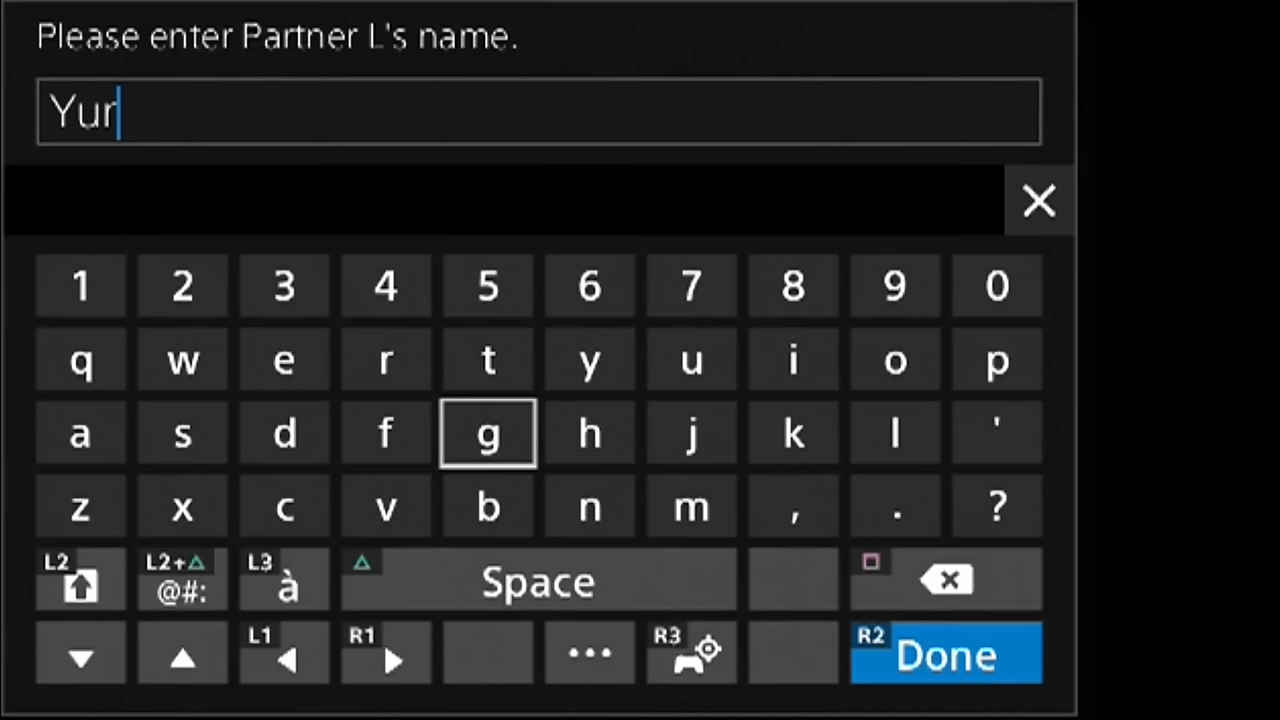 Please enter Partner L's name.
Yur
1 2 3 4 5 6 7 8 9 0
q w e r t y u i o p
a s d f g h j k l '
z x c v b n m , . ?
L2 L2+△ @#: L3 à △ Space □
L1 R1 ... R3 R2 Done